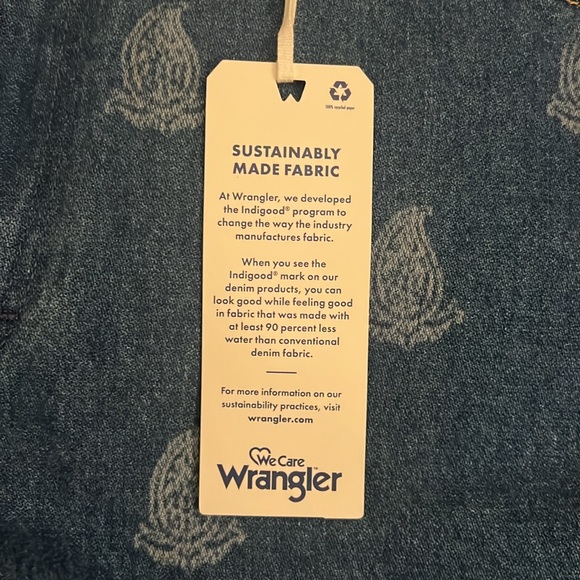 W
100% recycled paper
SUSTAINABLY
MADE FABRIC
At Wrangler, we developed
the Indigood® program to
change the way the industry
manufactures fabric.
When you see the
Indigood® mark on our
denim products, you can
look good while feeling good
in fabric that was made with
at least 90 percent less
water than conventional
denim fabric.
For more information on our
sustainability practices, visit
wrangler.com
We Care
Wrangler™